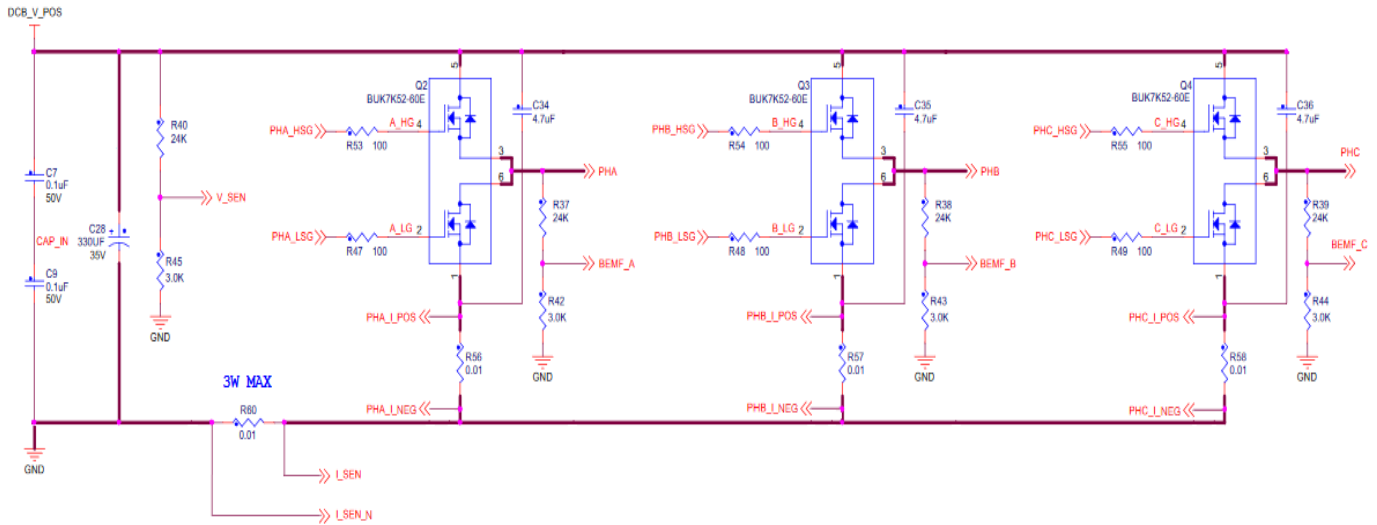 DCB_V_POS
C7
0.1uF
50V
CAP_IN
C9
0.1uF
50V
GND
C28
330UF
35V
R40
24K
V_SEN
R45
3.0K
GND
3W MAX
R60
0.01
I_SEN
I_SEN_N
Q2
BUK7K52-60E
5
PHA_HSG
R53 100
A_HG 4
3
6
PHA_LSG
R47 100
A_LG 2
1
C34
4.7uF
PHA
R37
24K
BEMF_A
R42
3.0K
GND
PHA_I_POS
R56
0.01
PHA_I_NEG
Q3
BUK7K52-60E
5
PHB_HSG
R54 100
B_HG 4
3
6
PHB_LSG
R48 100
B_LG 2
1
C35
4.7uF
PHB
R38
24K
BEMF_B
R43
3.0K
GND
PHB_I_POS
R57
0.01
PHB_I_NEG
Q4
BUK7K52-60E
5
PHC_HSG
R55 100
C_HG 4
3
6
PHC_LSG
R49 100
C_LG 2
1
C36
4.7uF
PHC
R39
24K
BEMF_C
R44
3.0K
GND
PHC_I_POS
R58
0.01
PHC_I_NEG